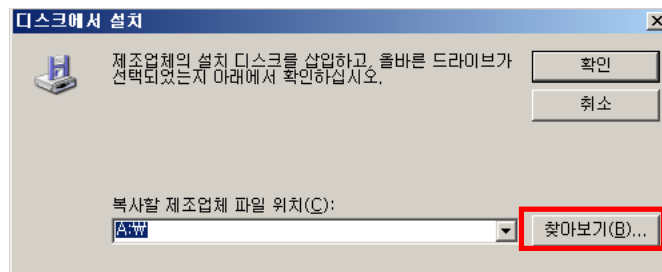 디스크에서 설치
제조업체의 설치 디스크를 삽입하고, 올바른 드라이브가
선택되었는지 아래에서 확인하십시오.
확인
취소
복사할 제조업체 파일 위치(C):
A:₩
찾아보기(B)...